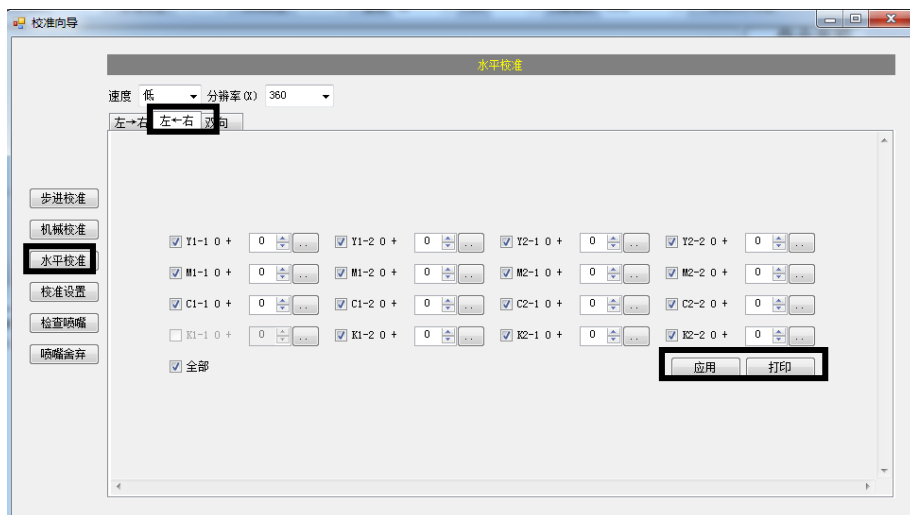 校准向导
水平校准
速度 低 分辨率(X) 360
左→右 左←右 双向
步进校准
机械校准
水平校准
校准设置
检查喷嘴
喷嘴舍弃
Y1-1 0 + 0 .. Y1-2 0 + 0 .. Y2-1 0 + 0 .. Y2-2 0 + 0 ..
M1-1 0 + 0 .. M1-2 0 + 0 .. M2-1 0 + 0 .. M2-2 0 + 0 ..
C1-1 0 + 0 .. C1-2 0 + 0 .. C2-1 0 + 0 .. C2-2 0 + 0 ..
K1-1 0 + 0 .. K1-2 0 + 0 .. K2-1 0 + 0 .. K2-2 0 + 0 ..
全部 应用 打印